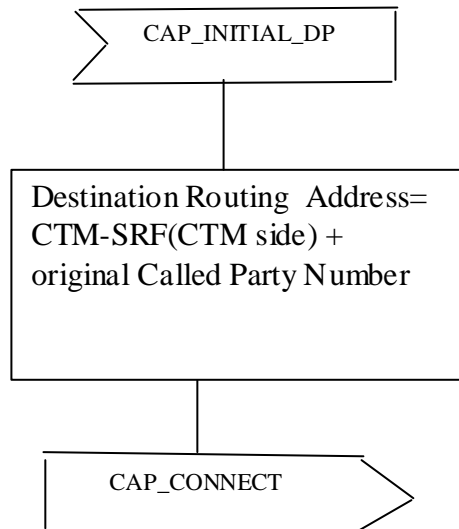 CAP_INITIAL_DP
Destination Routing Address=
CTM-SRF(CTM side) +
original Called Party Number
CAP_CONNECT